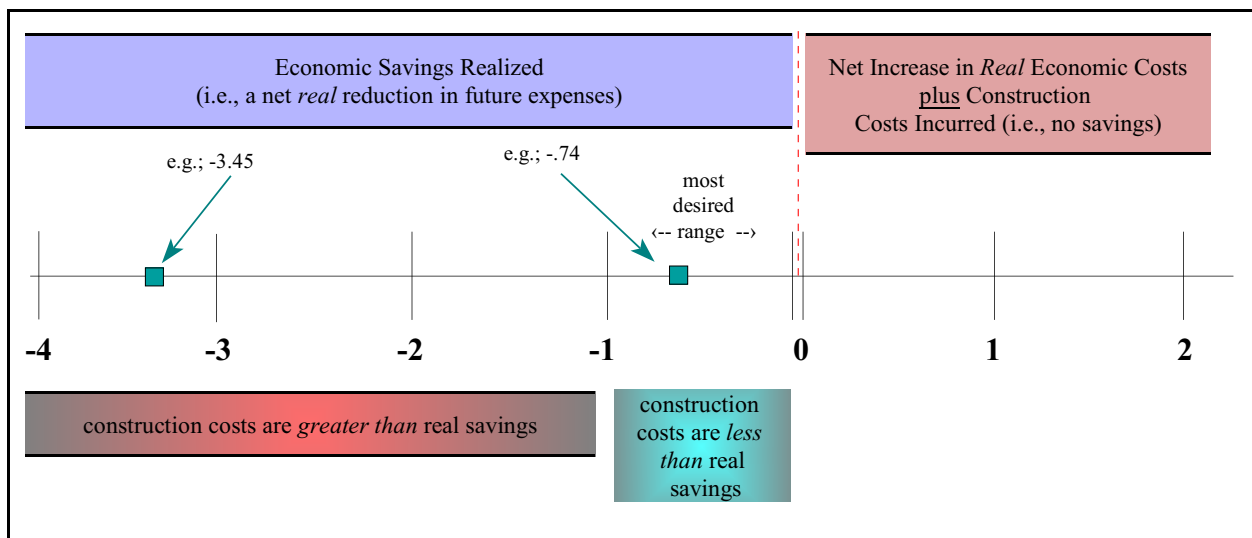 Economic Savings Realized
(i.e., a net real reduction in future expenses)
Net Increase in Real Economic Costs
plus Construction
Costs Incurred (i.e., no savings)
e.g.; -3.45
e.g.; -.74
most
desired
‹-- range --›
-4 -3 -2 -1 0 1 2
construction costs are greater than real savings
construction
costs are less
than real
savings